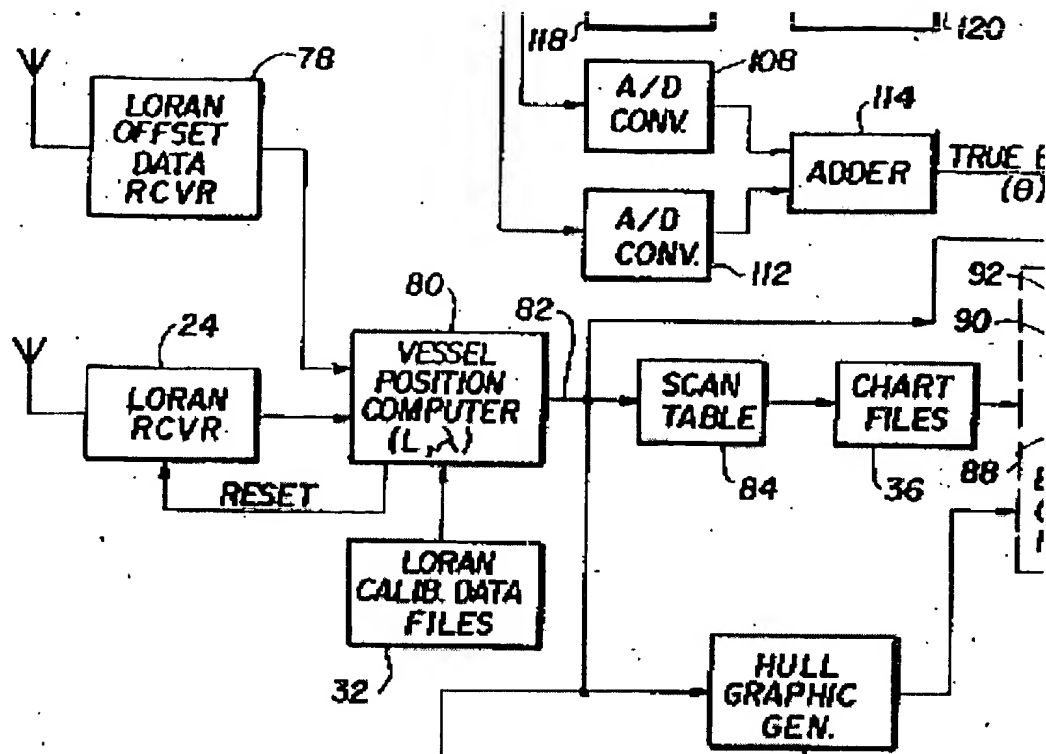 118
120
78
108
LORAN
OFFSET
DATA
RCVR
A/D
CONV.
114
ADDER
TRUE
(θ)
A/D
CONV.
112
92
80
82
90
24
VESSEL
POSITION
COMPUTER
(L,λ)
LORAN
RCVR
SCAN
TABLE
CHART
FILES
84
36
88
RESET
LORAN
CALIB. DATA
FILES
32
HULL
GRAPHIC
GEN.